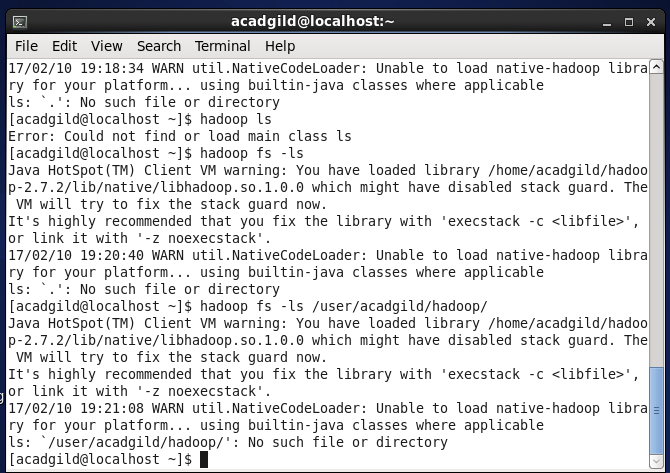 acadgild@localhost:~
File Edit View Search Terminal Help
17/02/10 19:18:34 WARN util.NativeCodeLoader: Unable to load native-hadoop libra
ry for your platform... using builtin-java classes where applicable
ls: `.': No such file or directory
[acadgild@localhost ~]$ hadoop ls
Error: Could not find or load main class ls
[acadgild@localhost ~]$ hadoop fs -ls
Java HotSpot(TM) Client VM warning: You have loaded library /home/acadgild/hadoo
p-2.7.2/lib/native/libhadoop.so.1.0.0 which might have disabled stack guard. The
 VM will try to fix the stack guard now.
It's highly recommended that you fix the library with 'execstack -c <libfile>',
or link it with '-z noexecstack'.
17/02/10 19:20:40 WARN util.NativeCodeLoader: Unable to load native-hadoop libra
ry for your platform... using builtin-java classes where applicable
ls: `.': No such file or directory
[acadgild@localhost ~]$ hadoop fs -ls /user/acadgild/hadoop/
Java HotSpot(TM) Client VM warning: You have loaded library /home/acadgild/hadoo
p-2.7.2/lib/native/libhadoop.so.1.0.0 which might have disabled stack guard. The
 VM will try to fix the stack guard now.
It's highly recommended that you fix the library with 'execstack -c <libfile>',
or link it with '-z noexecstack'.
17/02/10 19:21:08 WARN util.NativeCodeLoader: Unable to load native-hadoop libra
ry for your platform... using builtin-java classes where applicable
ls: `/user/acadgild/hadoop/': No such file or directory
[acadgild@localhost ~]$